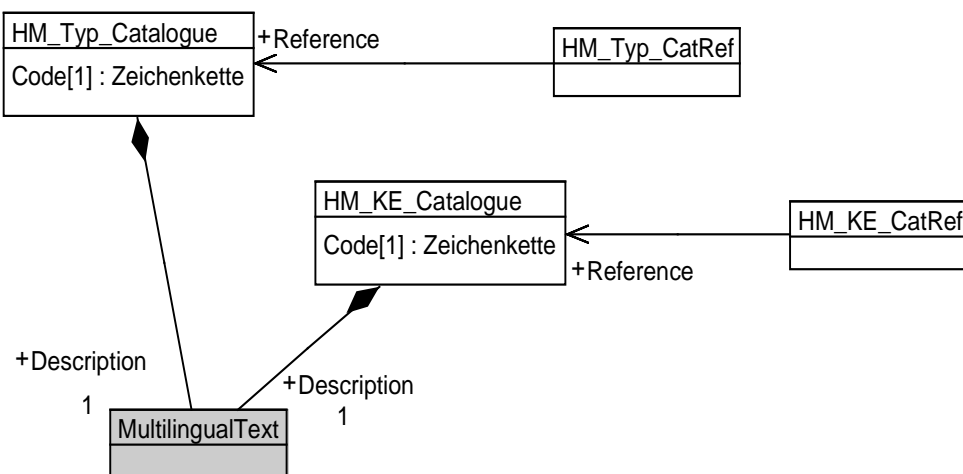 HM_Typ_Catalogue
Code[1] : Zeichenkette
+Reference
HM_Typ_CatRef
HM_KE_Catalogue
Code[1] : Zeichenkette
+Reference
HM_KE_CatRef
+Description
1
+Description
1
MultilingualText